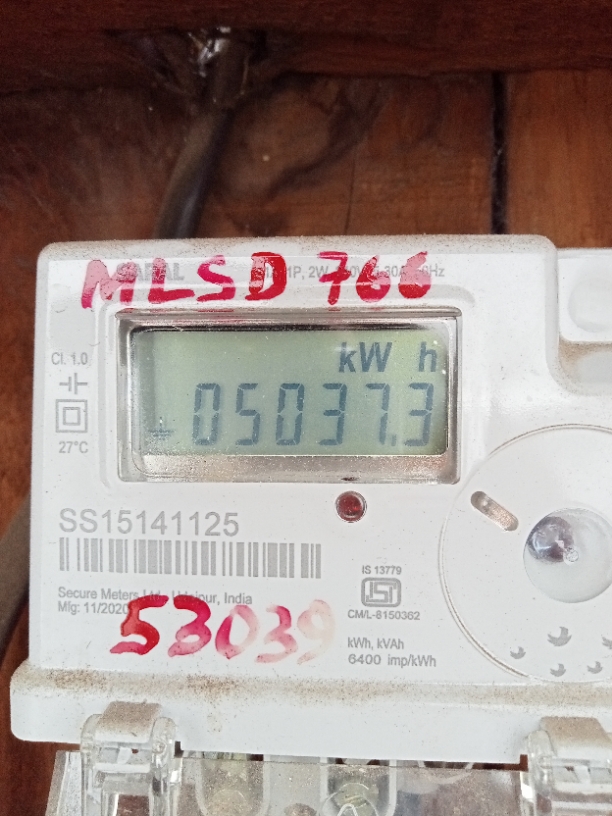 MLSD 766
kW h
05037.3
Cl. 1.0
27°C
SS15141125
Secure Meters Ltd., Udaipur, India
Mfg: 11/2020
53039
IS 13779
CM/L-8150362
kWh, kVAh
6400 imp/kWh